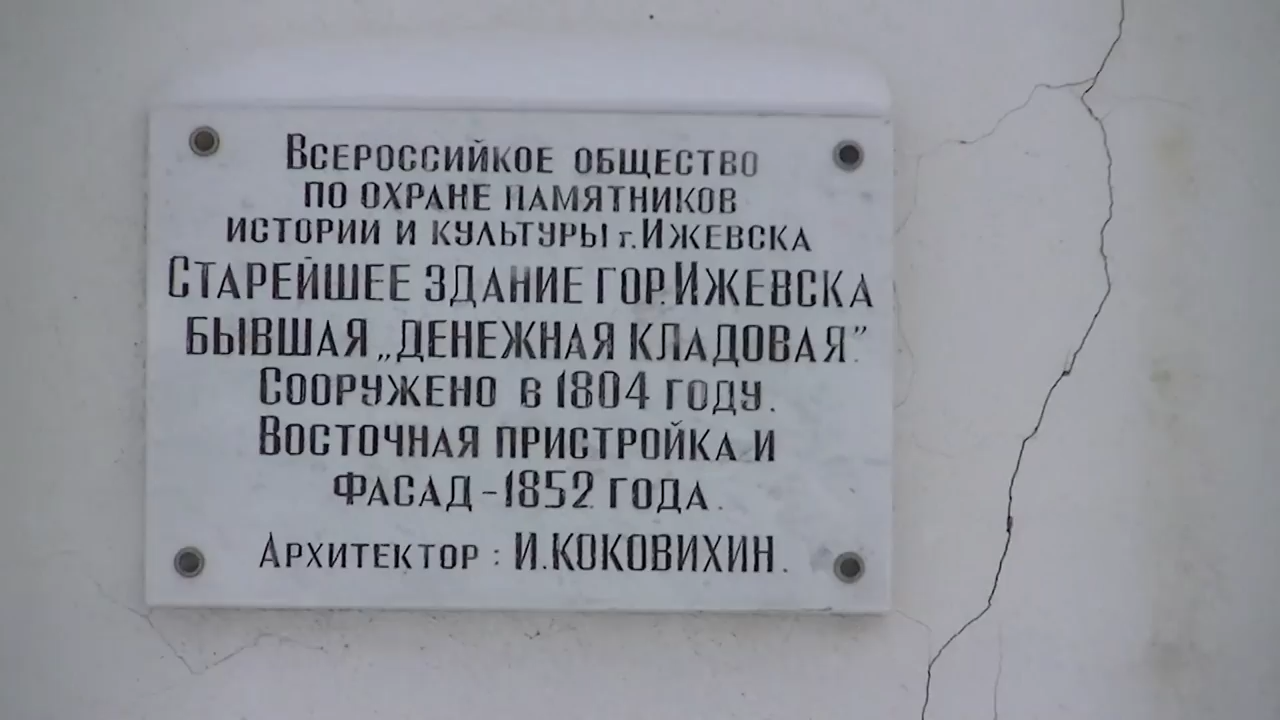 Всероссийкое общество
по охране памятников
истории и культуры г. Ижевска
Старейшее здание гор. Ижевска
бывшая „Денежная кладовая”.
Сооружено в 1804 году.
Восточная пристройка и
фасад – 1852 года.
Архитектор : И. Коковихин.